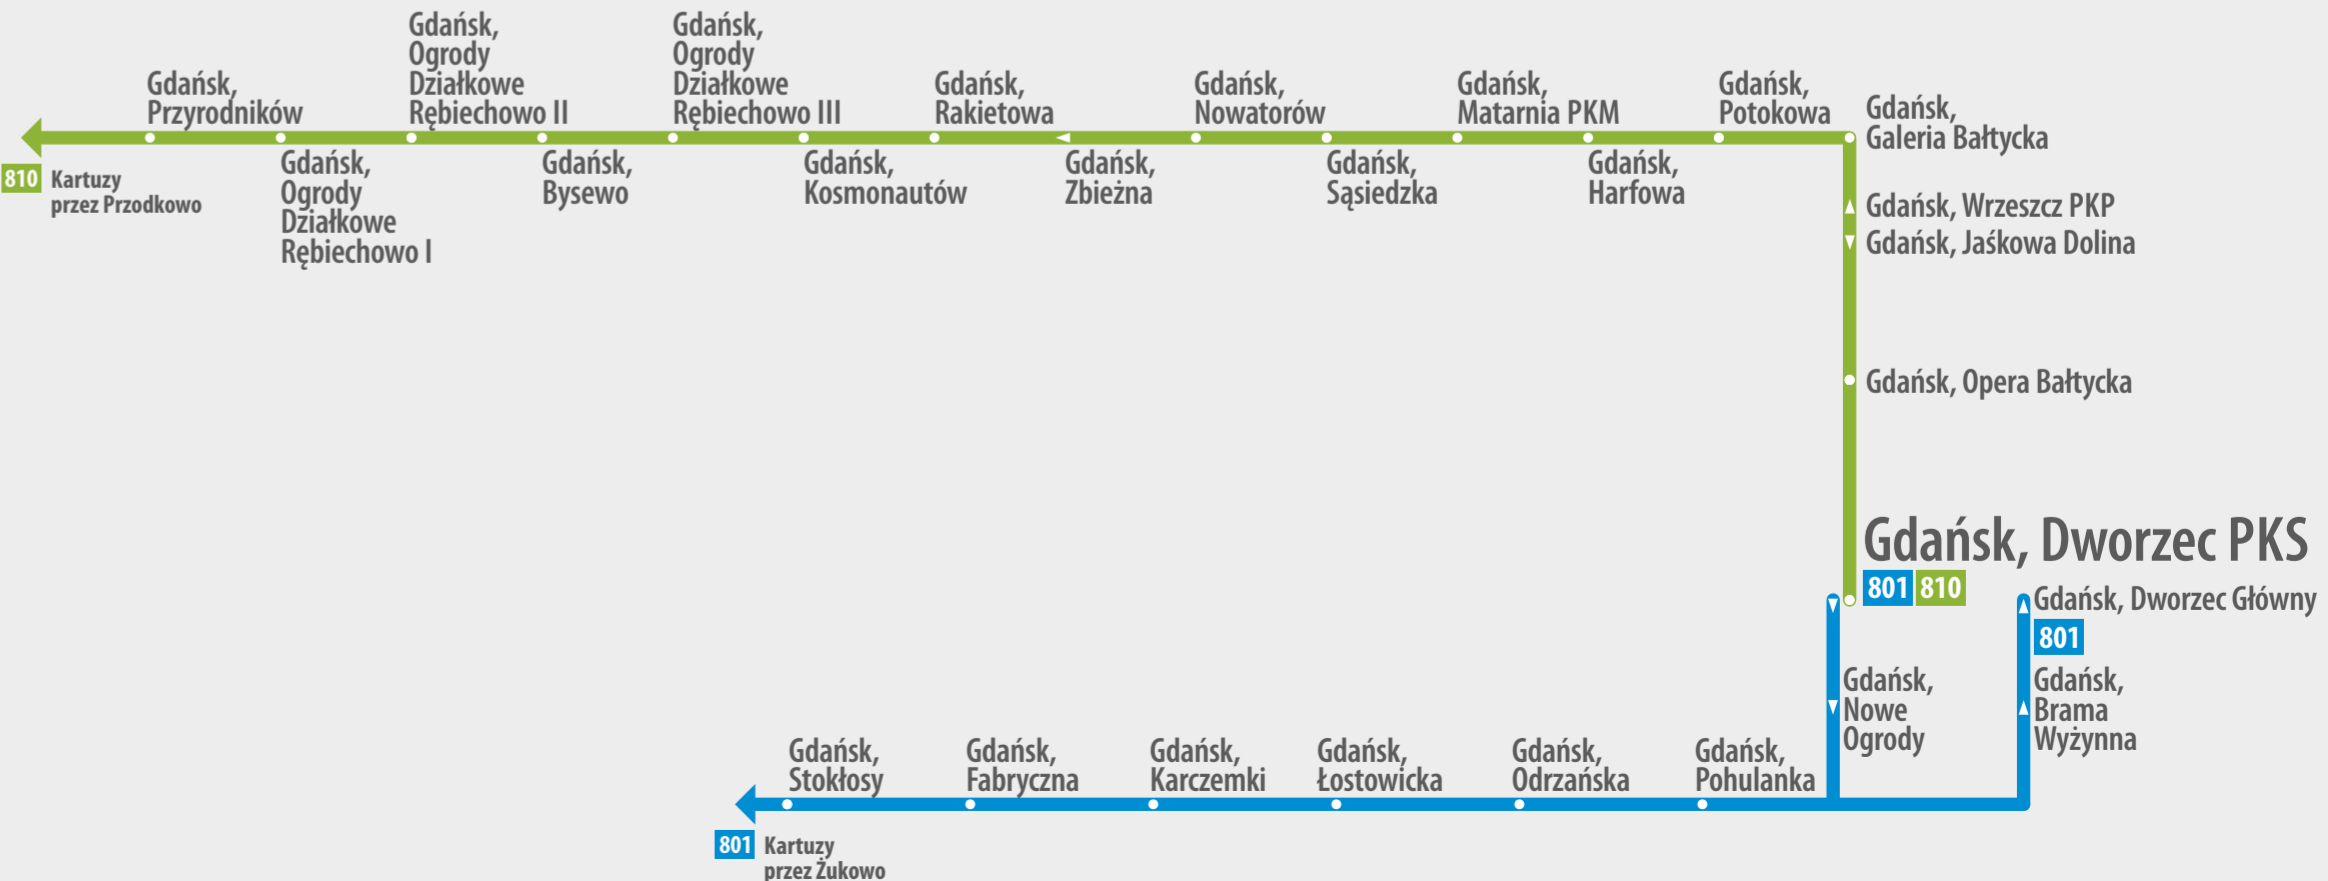 Gdańsk,
Przyrodników
Gdańsk,
Ogrody
Działkowe
Rębiechowo II
Gdańsk,
Ogrody
Działkowe
Rębiechowo III
Gdańsk,
Rakietowa
Gdańsk,
Nowatorów
Gdańsk,
Matarnia PKM
Gdańsk,
Potokowa
Gdańsk,
Galeria Bałtycka
810 Kartuzy
przez Przodkowo
Gdańsk,
Ogrody
Działkowe
Rębiechowo I
Gdańsk,
Bysewo
Gdańsk,
Kosmonautów
Gdańsk,
Zbieżna
Gdańsk,
Sąsiedzka
Gdańsk,
Harfowa
Gdańsk, Wrzeszcz PKP
Gdańsk, Jaśkowa Dolina
Gdańsk, Opera Bałtycka
Gdańsk, Dworzec PKS
801 810
Gdańsk, Dworzec Główny
801
Gdańsk,
Nowe
Ogrody
Gdańsk,
Brama
Wyżynna
Gdańsk,
Stokłosy
Gdańsk,
Fabryczna
Gdańsk,
Karczemki
Gdańsk,
Łostowicka
Gdańsk,
Odrzańska
Gdańsk,
Pohulanka
801 Kartuzy
przez Żukowo